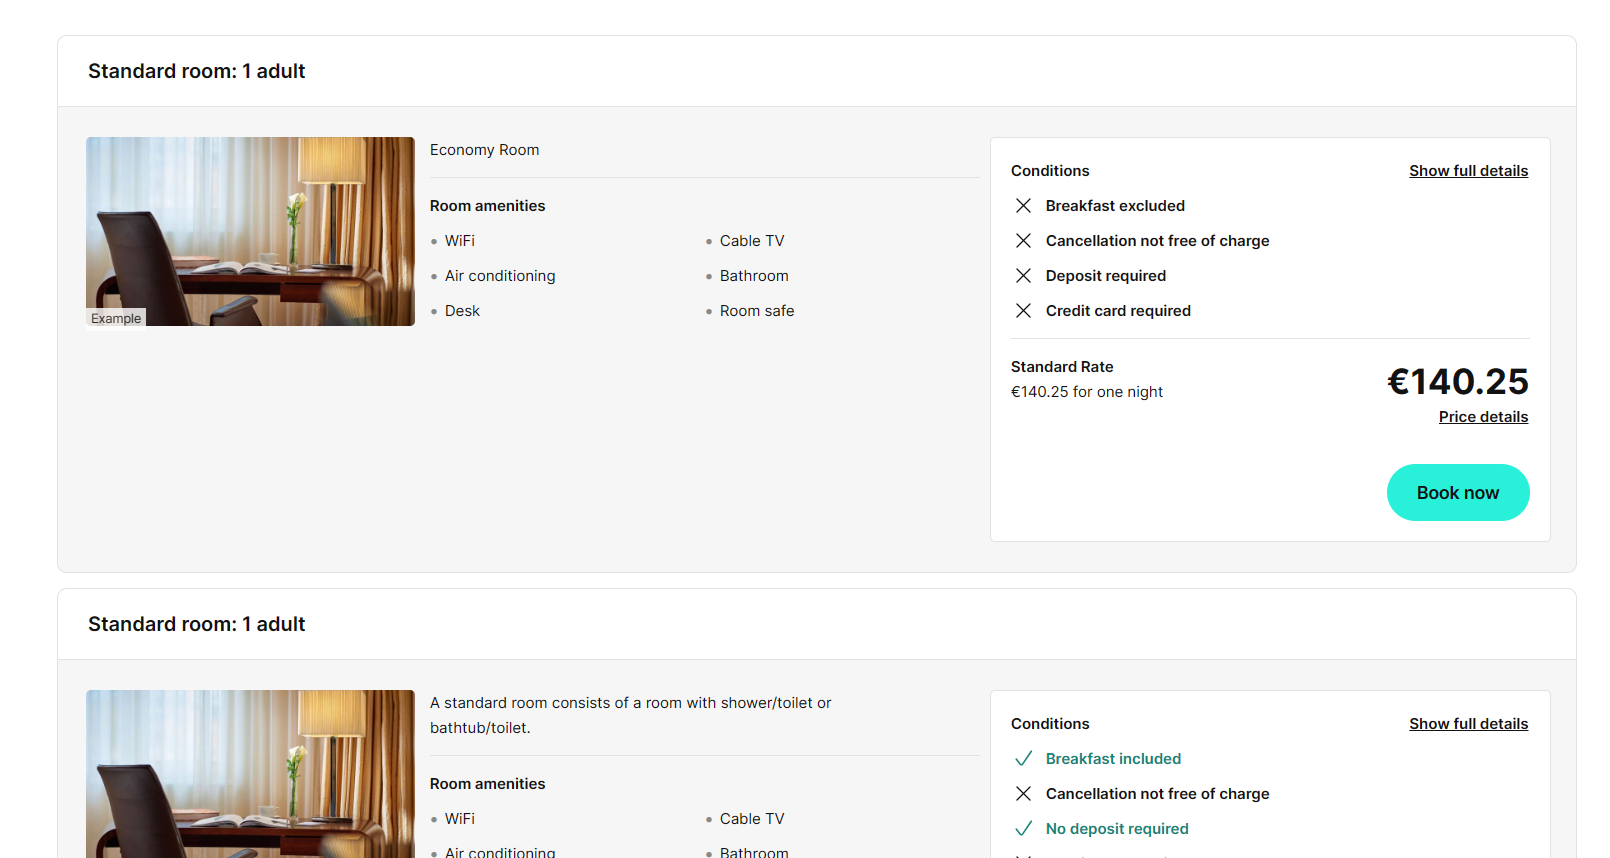 Standard room: 1 adult
Example
Economy Room
Room amenities
WiFi
Cable TV
Air conditioning
Bathroom
Desk
Room safe
Conditions
Show full details
Breakfast excluded
Cancellation not free of charge
Deposit required
Credit card required
Standard Rate
€140.25 for one night
€140.25
Price details
Book now
Standard room: 1 adult
A standard room consists of a room with shower/toilet or
bathtub/toilet.
Room amenities
WiFi
Cable TV
Air conditioning
Bathroom
Conditions
Show full details
Breakfast included
Cancellation not free of charge
No deposit required